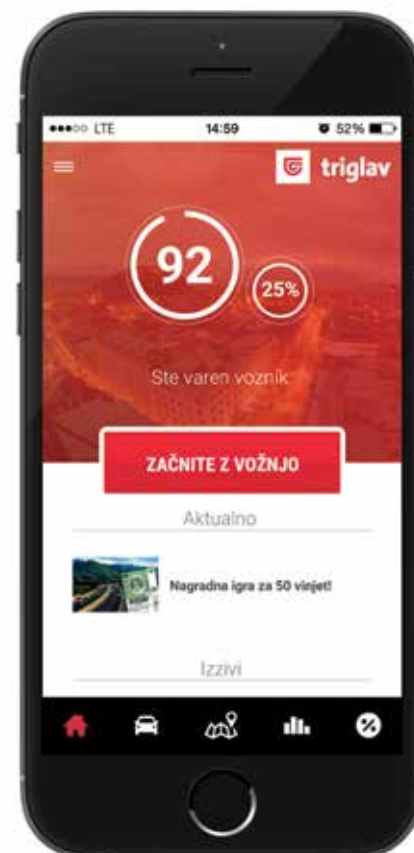 LTE 14:59 52%
triglav
92
25%
Ste varen voznik
ZAČNITE Z VOŽNJO
Aktualno
Nagradna igra za 50 vinjet!
Izzivi